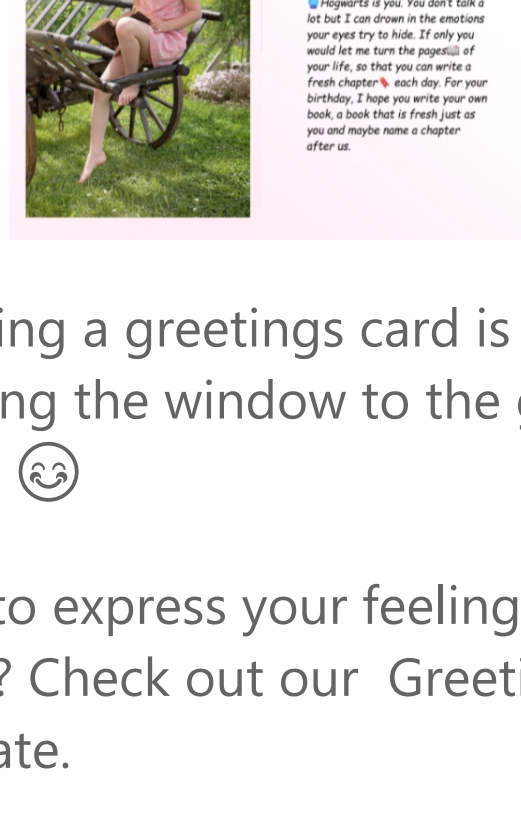 Hogwarts is you. You don't talk a
lot but I can drown in the emotions
your eyes try to hide. If only you
would let me turn the pages📖 of
your life, so that you can write a
fresh chapter🔖 each day. For your
birthday, I hope you write your own
book, a book that is fresh just as
you and maybe name a chapter
after us.
ing a greetings card is
ng the window to the
😊
to express your feeling
? Check out our Greeti
ate.